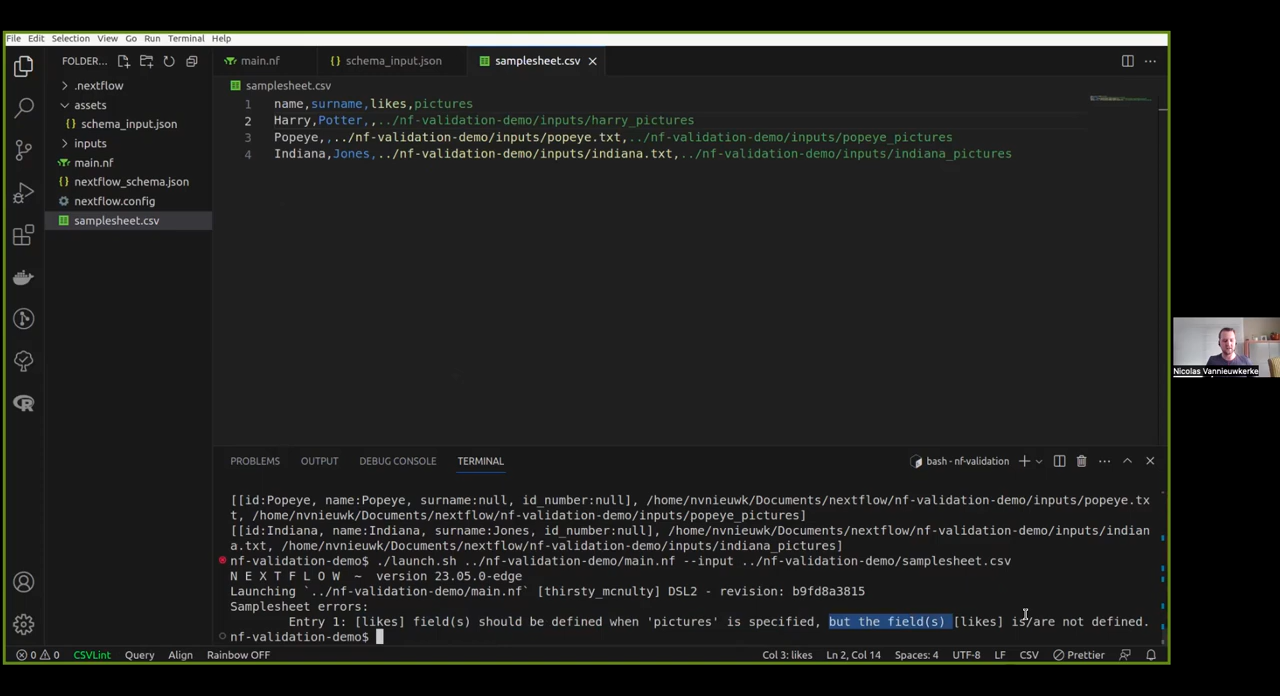 File Edit Selection View Go Run Terminal Help
FOLDER...
main.nf
schema_input.json
samplesheet.csv
.nextflow
assets
schema_input.json
inputs
main.nf
nextflow_schema.json
nextflow.config
samplesheet.csv
samplesheet.csv
1 name,surname,likes,pictures
2 Harry,Potter,,../nf-validation-demo/inputs/harry_pictures
3 Popeye,,../nf-validation-demo/inputs/popeye.txt,../nf-validation-demo/inputs/popeye_pictures
4 Indiana,Jones,../nf-validation-demo/inputs/indiana.txt,../nf-validation-demo/inputs/indiana_pictures
Nicolas Vannieuwkerke
PROBLEMS OUTPUT DEBUG CONSOLE TERMINAL
bash - nf-validation
[[id:Popeye, name:Popeye, surname:null, id_number:null], /home/nvnieuwk/Documents/nextflow/nf-validation-demo/inputs/popeye.tx
t, /home/nvnieuwk/Documents/nextflow/nf-validation-demo/inputs/popeye_pictures]
[[id:Indiana, name:Indiana, surname:Jones, id_number:null], /home/nvnieuwk/Documents/nextflow/nf-validation-demo/inputs/indian
a.txt, /home/nvnieuwk/Documents/nextflow/nf-validation-demo/inputs/indiana_pictures]
nf-validation-demo$ ./launch.sh ../nf-validation-demo/main.nf --input ../nf-validation-demo/samplesheet.csv
N E X T F L O W ~ version 23.05.0-edge
Launching `../nf-validation-demo/main.nf` [thirsty_mcnulty] DSL2 - revision: b9fd8a3815
Samplesheet errors:
Entry 1: [likes] field(s) should be defined when 'pictures' is specified, but the field(s) [likes] is/are not defined.
nf-validation-demo$
0 0 CSVLint Query Align Rainbow OFF Col 3: likes Ln 2, Col 14 Spaces: 4 UTF-8 LF CSV Prettier